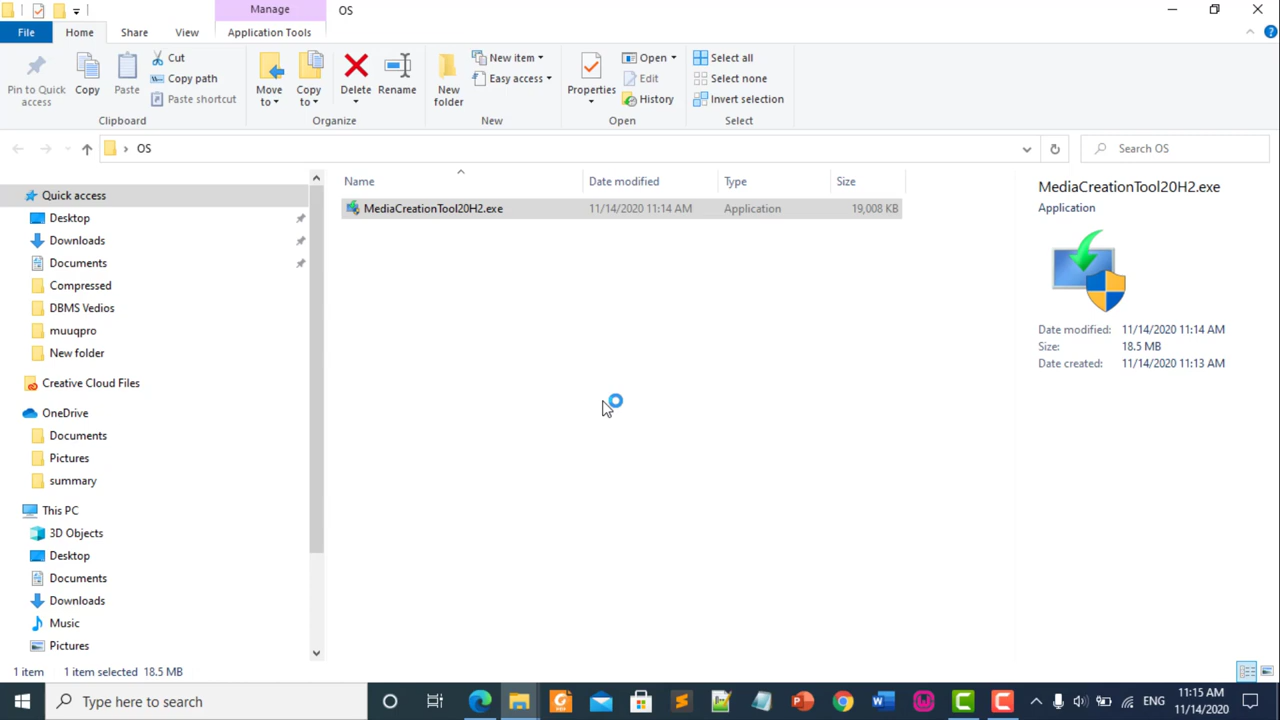 Manage
OS
File
Home
Share
View
Application Tools
Pin to Quick access
Copy
Paste
Cut
Copy path
Paste shortcut
Clipboard
Move to
Copy to
Delete
Rename
Organize
New folder
New item
Easy access
New
Properties
Open
Edit
History
Open
Select all
Select none
Invert selection
Select
OS
Search OS
Quick access
Desktop
Downloads
Documents
Compressed
DBMS Vedios
muuqpro
New folder
Creative Cloud Files
OneDrive
Documents
Pictures
summary
This PC
3D Objects
Desktop
Documents
Downloads
Music
Pictures
Name Date modified Type Size
MediaCreationTool20H2.exe 11/14/2020 11:14 AM Application 19,008 KB
MediaCreationTool20H2.exe
Application
Date modified: 11/14/2020 11:14 AM
Size: 18.5 MB
Date created: 11/14/2020 11:13 AM
1 item 1 item selected 18.5 MB
Type here to search
ENG
11:15 AM
11/14/2020